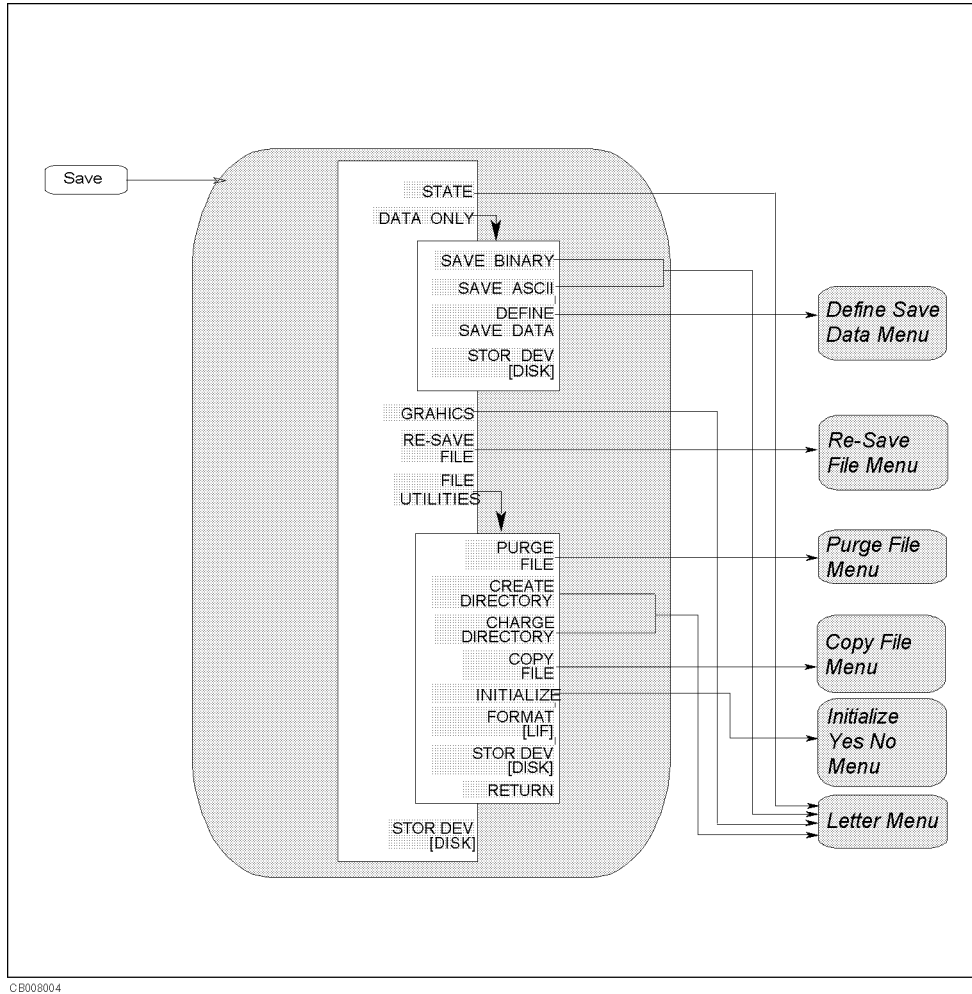 Save
STATE
DATA ONLY
SAVE BINARY
SAVE ASCII
DEFINE
SAVE DATA
STOR DEV
[DISK]
GRAHICS
RE-SAVE
FILE
FILE
UTILITIES
PURGE
FILE
CREATE
DIRECTORY
CHARGE
DIRECTORY
COPY
FILE
INITIALIZE
FORMAT
[LIF]
STOR DEV
[DISK]
RETURN
STOR DEV
[DISK]
Define Save
Data Menu
Re-Save
File Menu
Purge File
Menu
Copy File
Menu
Initialize
Yes No
Menu
Letter Menu
CB008004